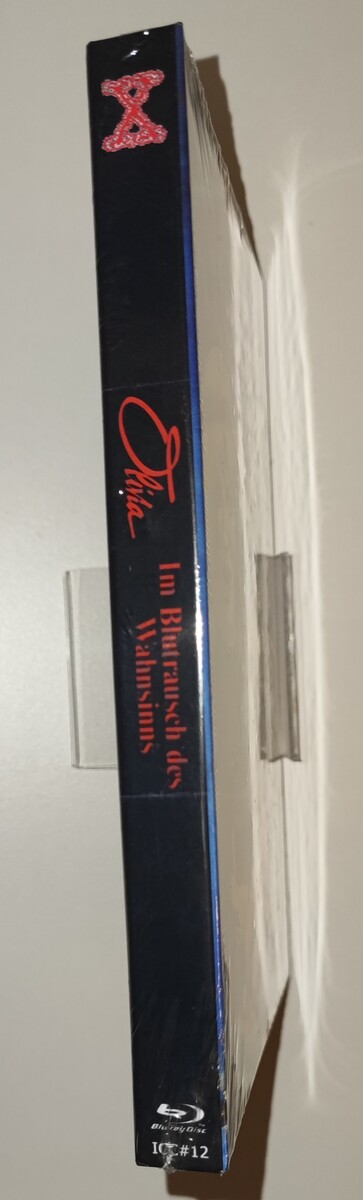 X
Olivia
Im Blutrausch des
Wahnsinns
Blu-ray Disc
ICC#12